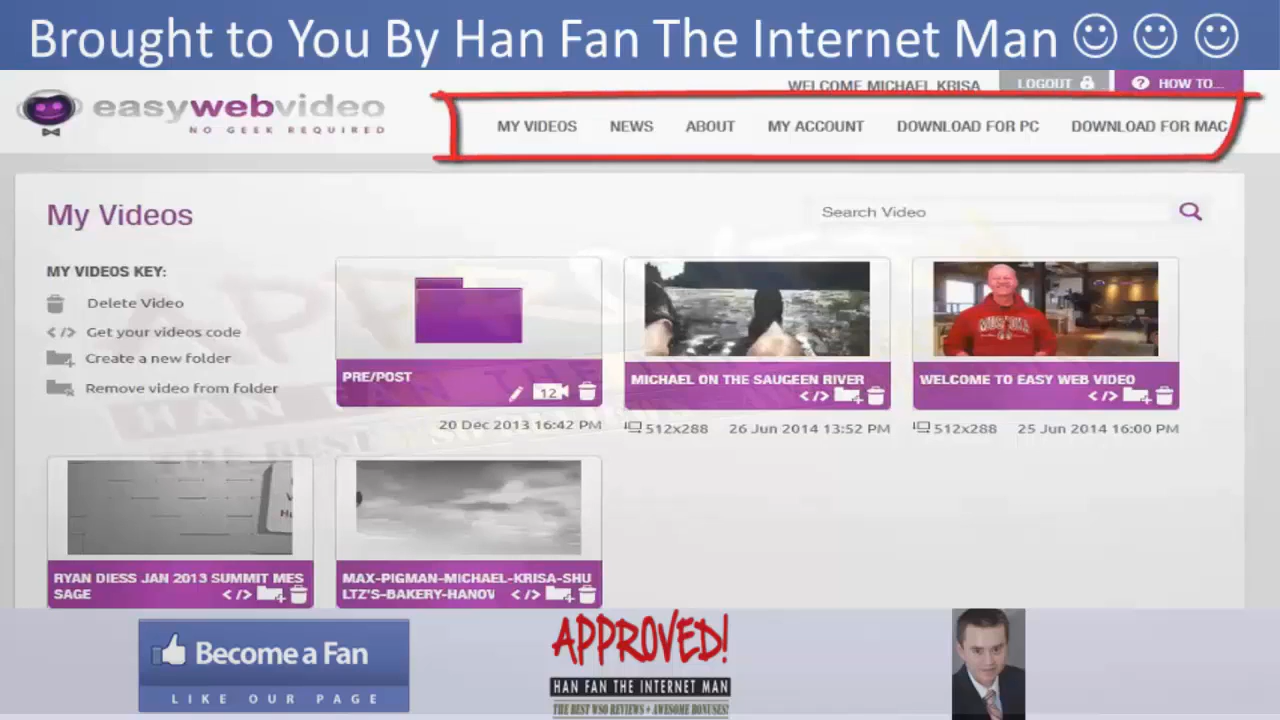 Brought to You By Han Fan The Internet Man
WELCOME MICHAEL KRISA
LOGOUT
? HOW TO...
easywebvideo
NO GEEK REQUIRED
MY VIDEOS
NEWS
ABOUT
MY ACCOUNT
DOWNLOAD FOR PC
DOWNLOAD FOR MAC
My Videos
Search Video
MY VIDEOS KEY:
Delete Video
</> Get your videos code
Create a new folder
Remove video from folder
PRE/POST
12
20 Dec 2013 16:42 PM
MUSKOKA
MICHAEL ON THE SAUGEEN RIVER
</>
512x288 26 Jun 2014 13:52 PM
WELCOME TO EASY WEB VIDEO
</>
512x288 25 Jun 2014 16:00 PM
RYAN DIESS JAN 2013 SUMMIT MES
SAGE
</>
MAX-PIGMAN-MICHAEL-KRISA-SHU
LTZ'S-BAKERY-HANOV
</>
Become a Fan
LIKE OUR PAGE
APPROVED!
HAN FAN THE INTERNET MAN
THE BEST WSO REVIEWS + AWESOME BONUSES!